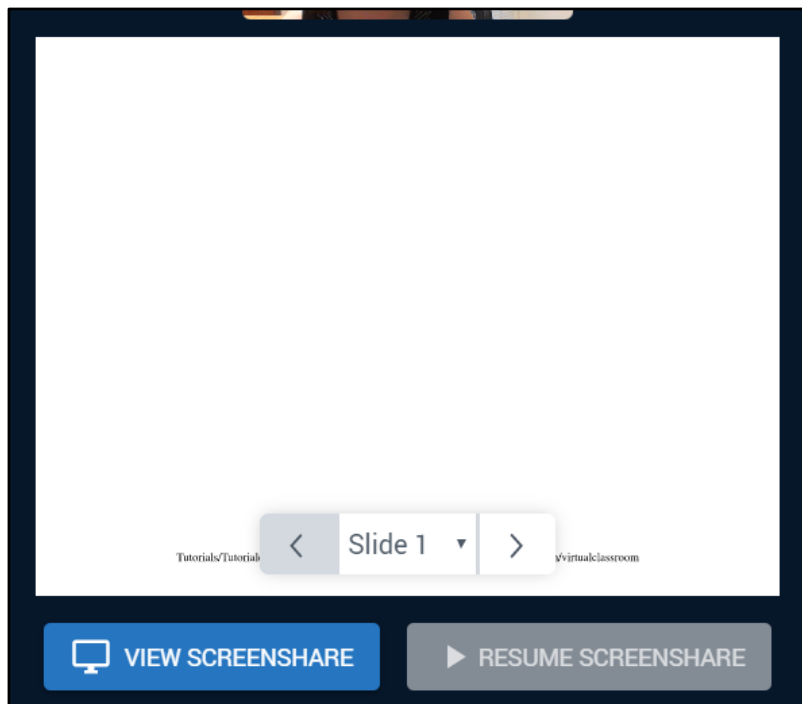 Tutorials/Tutorial
Slide 1
/virtualclassroom
VIEW SCREENSHARE
RESUME SCREENSHARE